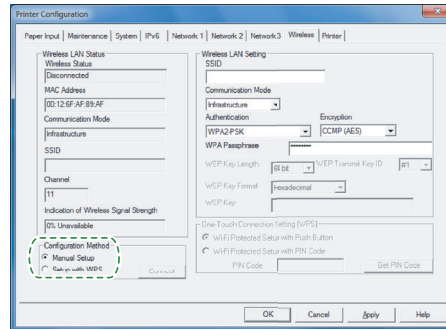 Printer Configuration
Paper Input | Maintenance | System | IPv6 | Network 1 | Network 2 | Network3 | Wireless | Printer
Wireless LAN Status
Wireless Status
Disconnected
MAC Address
00:12:6F:AF:89:AF
Communication Mode
Infrastructure
SSID
Channel
11
Indication of Wireless Signal Strength
0% Unavailable
Configuration Method
Manual Setup
Setup with WPS
Connect
Wireless LAN Setting
SSID
Communication Mode
Infrastructure
Authentication Encryption
WPA2-PSK CCMP (AES)
WPA Passphrase ********
WEP Key Length 64 bit WEP Transmit Key ID #1
WEP Key Format Hexadecimal
WEP Key
One-Touch Connection Setting (WPS)
Wi-Fi Protected Setup with Push Button
Wi-Fi Protected Setup with PIN Code
PIN Code Get PIN Code
OK Cancel Apply Help